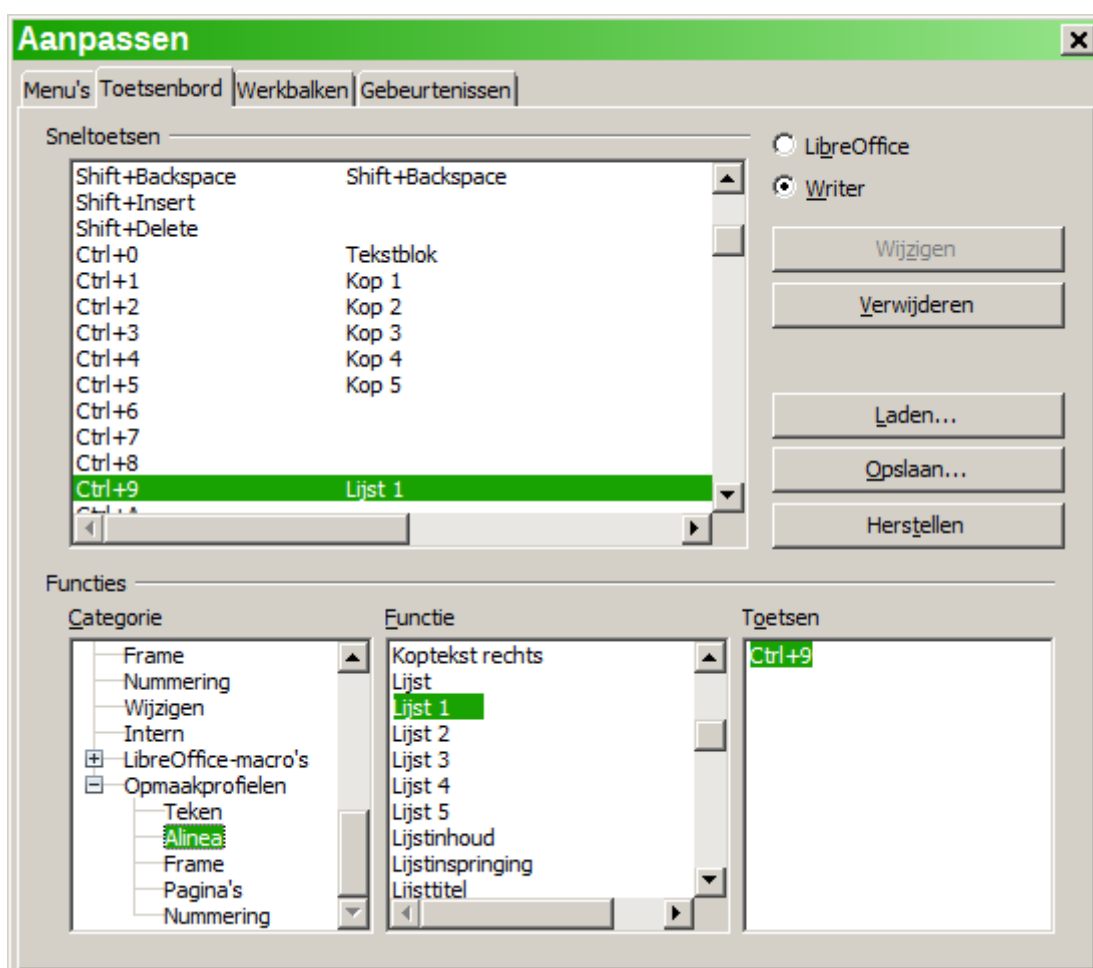 Aanpassen
Menu's Toetsenbord Werkbalken Gebeurtenissen
Sneltoetsen
Shift+Backspace Shift+Backspace
Shift+Insert
Shift+Delete
Ctrl+0 Tekstblok
Ctrl+1 Kop 1
Ctrl+2 Kop 2
Ctrl+3 Kop 3
Ctrl+4 Kop 4
Ctrl+5 Kop 5
Ctrl+6
Ctrl+7
Ctrl+8
Ctrl+9 Lijst 1
Ctrl+A
LibreOffice
Writer
Wijzigen
Verwijderen
Laden...
Opslaan...
Herstellen
Functies
Categorie
Frame
Nummering
Wijzigen
Intern
LibreOffice-macro's
Opmaakprofielen
Teken
Alinea
Frame
Pagina's
Nummering
Functie
Koptekst rechts
Lijst
Lijst 1
Lijst 2
Lijst 3
Lijst 4
Lijst 5
Lijstinhoud
Lijstinspringing
Lijsttitel
Toetsen
Ctrl+9